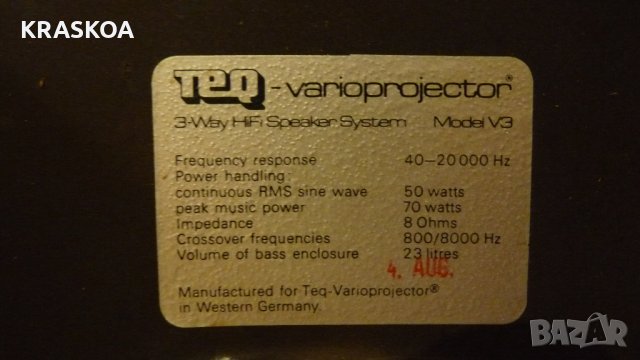 KRASKOA
TEQ-varioprojector®
3-Way HiFi Speaker System Model V3
Frequency response 40–20 000 Hz
Power handling:
continuous RMS sine wave 50 watts
peak music power 70 watts
Impedance 8 Ohms
Crossover frequencies 800/8000 Hz
Volume of bass enclosure 23 litres
4. AUG.
Manufactured for Teq-Varioprojector®
in Western Germany.
BAZAR